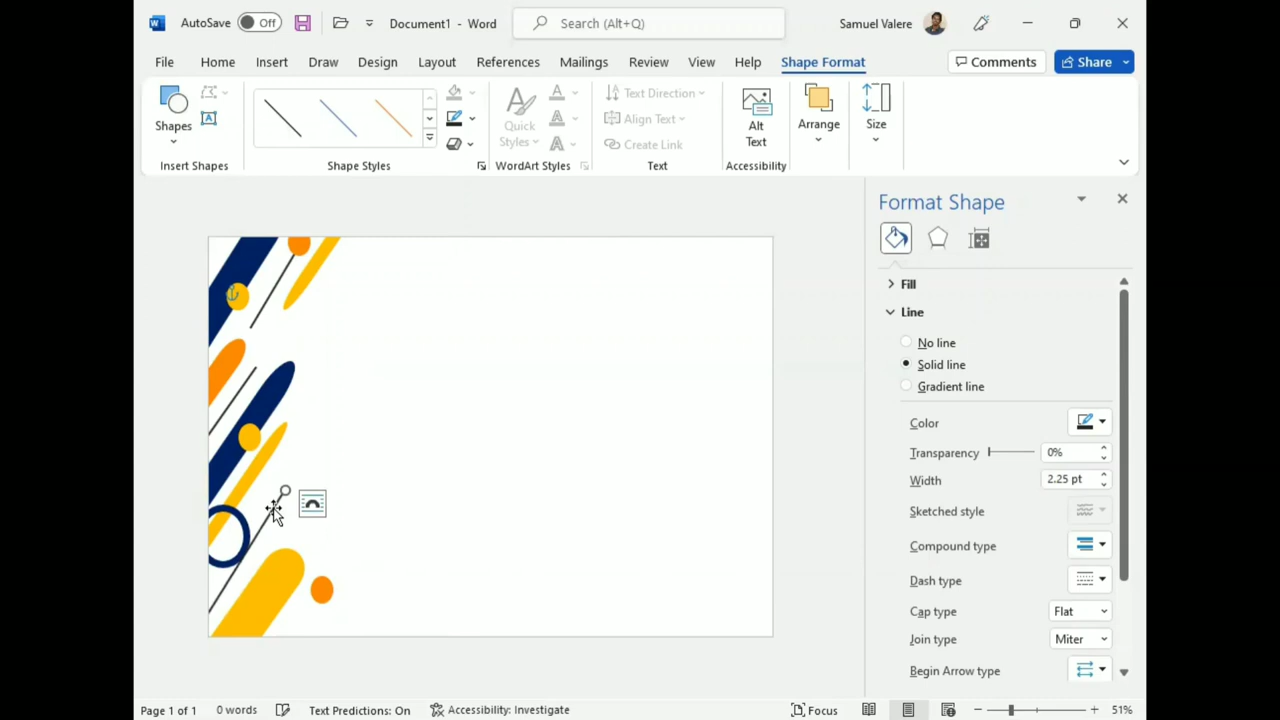 AutoSave Off Document1 - Word Search (Alt+Q) Samuel Valere
File Home Insert Draw Design Layout References Mailings Review View Help Shape Format Comments Share
Shapes
Insert Shapes
Shape Styles
Quick
Styles
WordArt Styles
Text Direction
Align Text
Create Link
Text
Alt
Text
Accessibility
Arrange
Size
Format Shape
Fill
Line
No line
Solid line
Gradient line
Color
Transparency 0%
Width 2.25 pt
Sketched style
Compound type
Dash type
Cap type Flat
Join type Miter
Begin Arrow type
Page 1 of 1 0 words Text Predictions: On Accessibility: Investigate Focus 51%